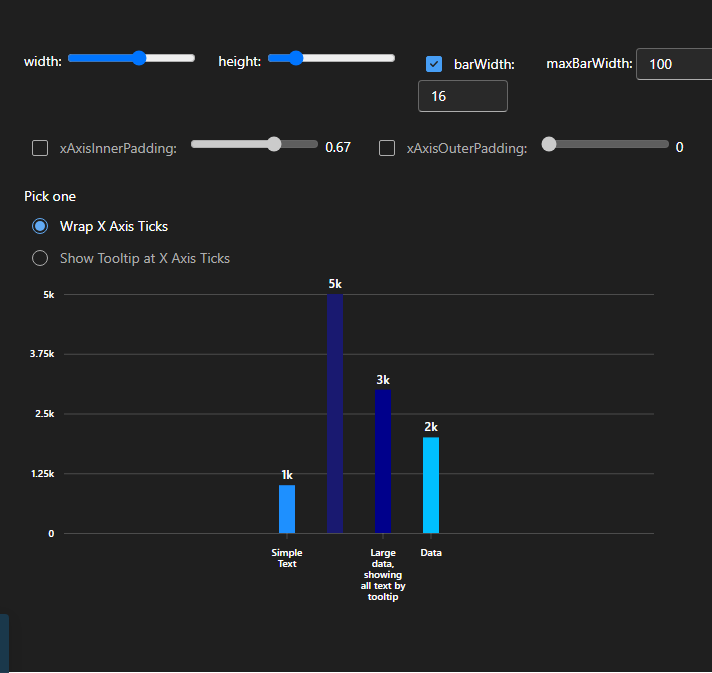 width: height: barWidth: maxBarWidth: 100
16
xAxisInnerPadding: 0.67 xAxisOuterPadding: 0
Pick one
Wrap X Axis Ticks
Show Tooltip at X Axis Ticks
5k
5k
3.75k
3k
2.5k
2k
1.25k
1k
0
Simple
Text
Large
data,
showing
all text by
tooltip
Data